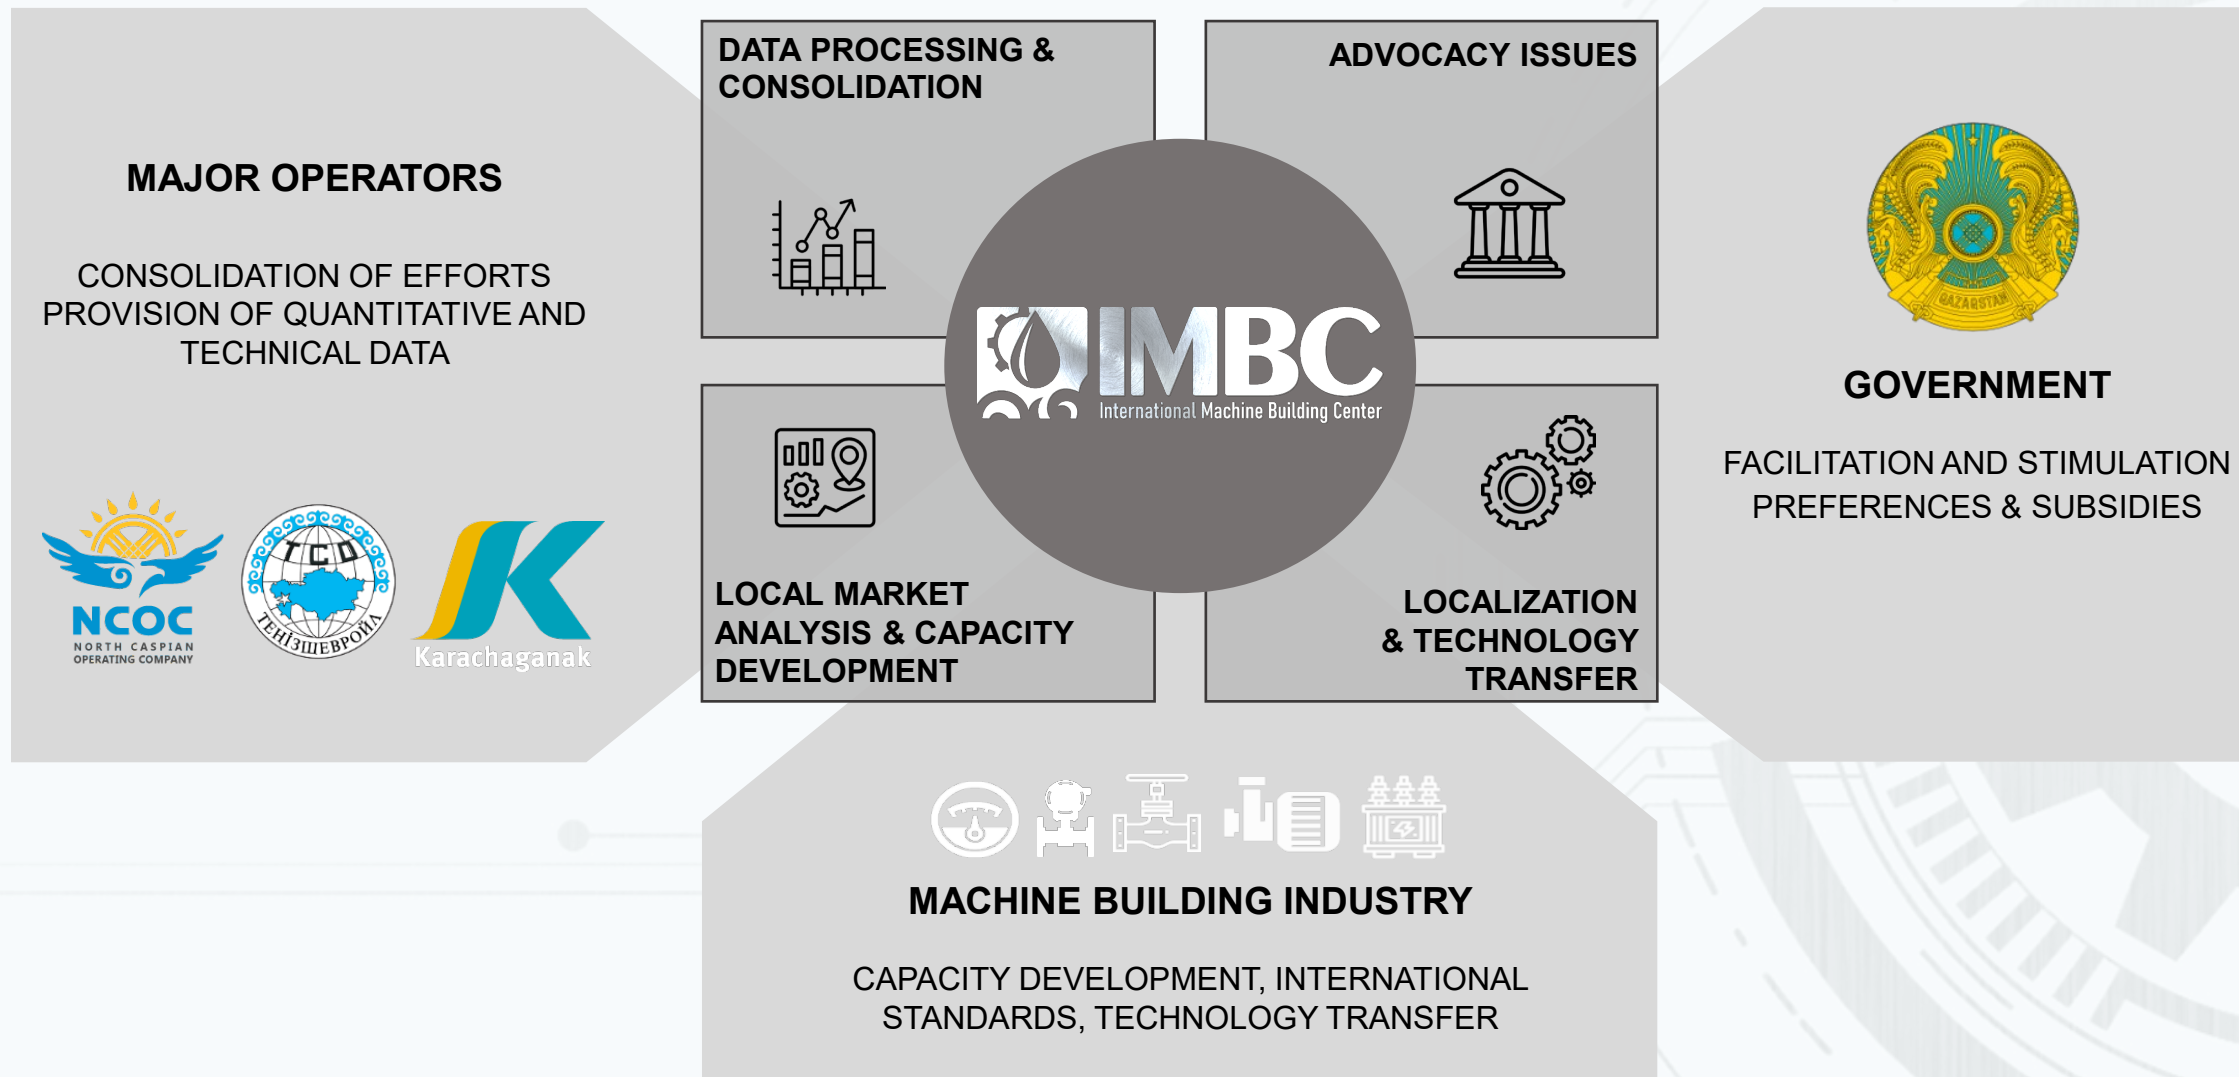 MAJOR OPERATORS
CONSOLIDATION OF EFFORTS
PROVISION OF QUANTITATIVE AND
TECHNICAL DATA
NCOC
NORTH CASPIAN
OPERATING COMPANY
TCO
ТЕҢІЗШЕВРОЙЛ
Karachaganak
DATA PROCESSING &
CONSOLIDATION
ADVOCACY ISSUES
IMBC
International Machine Building Center
LOCAL MARKET
ANALYSIS & CAPACITY
DEVELOPMENT
LOCALIZATION
& TECHNOLOGY
TRANSFER
QAZAQSTAN
GOVERNMENT
FACILITATION AND STIMULATION
PREFERENCES & SUBSIDIES
MACHINE BUILDING INDUSTRY
CAPACITY DEVELOPMENT, INTERNATIONAL
STANDARDS, TECHNOLOGY TRANSFER